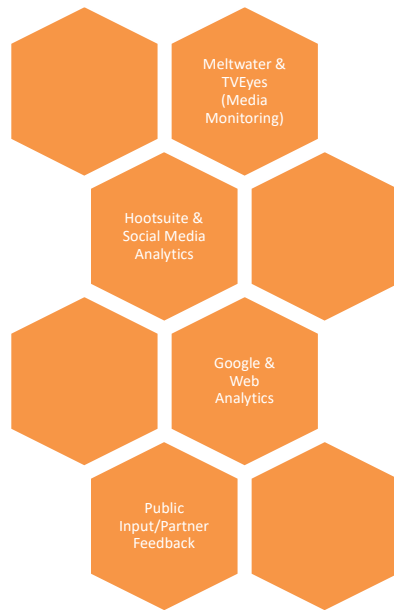 Meltwater &
TVEyes
(Media
Monitoring)
Hootsuite &
Social Media
Analytics
Google &
Web
Analytics
Public
Input/Partner
Feedback